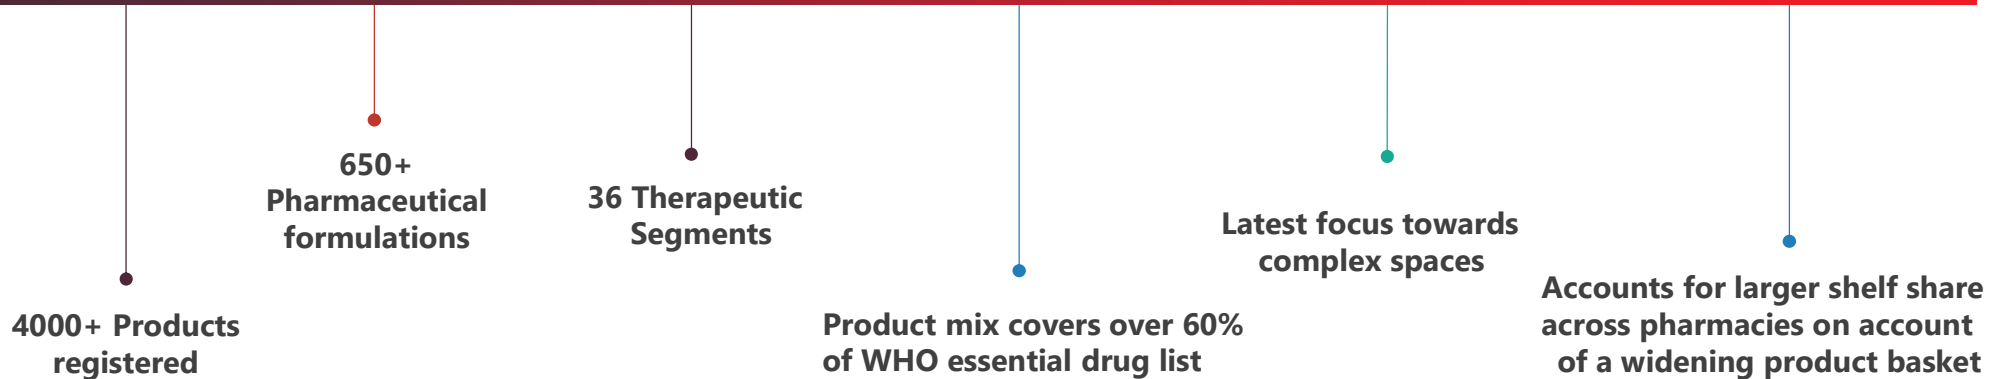 4000+ Products
registered
650+
Pharmaceutical
formulations
36 Therapeutic
Segments
Product mix covers over 60%
of WHO essential drug list
Latest focus towards
complex spaces
Accounts for larger shelf share
across pharmacies on account
of a widening product basket